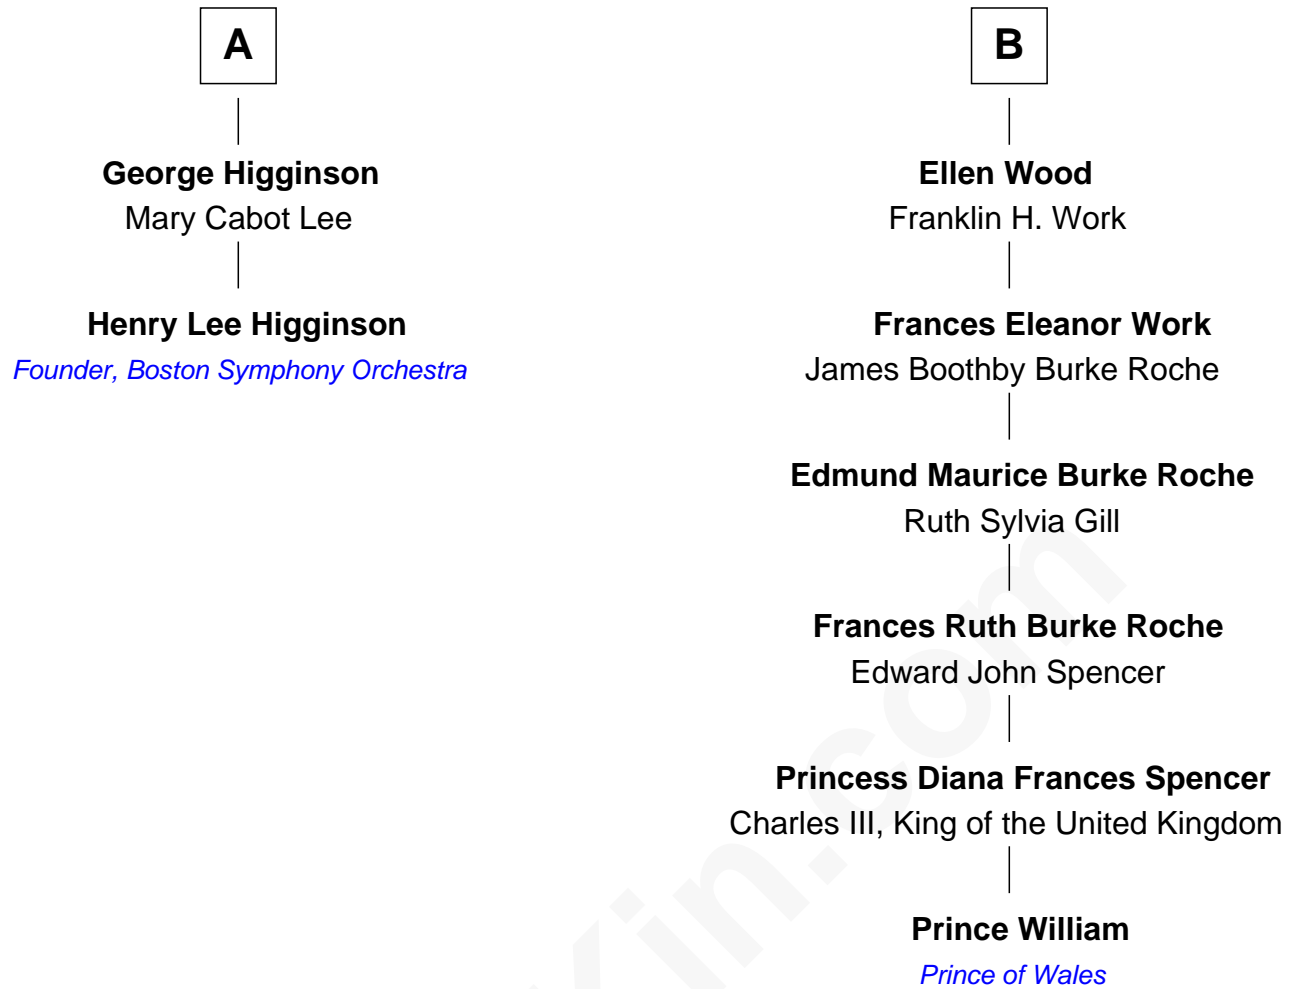 A
George Higginson
Mary Cabot Lee
Henry Lee Higginson
Founder, Boston Symphony Orchestra
B
Ellen Wood
Franklin H. Work
Frances Eleanor Work
James Boothby Burke Roche
Edmund Maurice Burke Roche
Ruth Sylvia Gill
Frances Ruth Burke Roche
Edward John Spencer
Princess Diana Frances Spencer
Charles III, King of the United Kingdom
Prince William
Prince of Wales